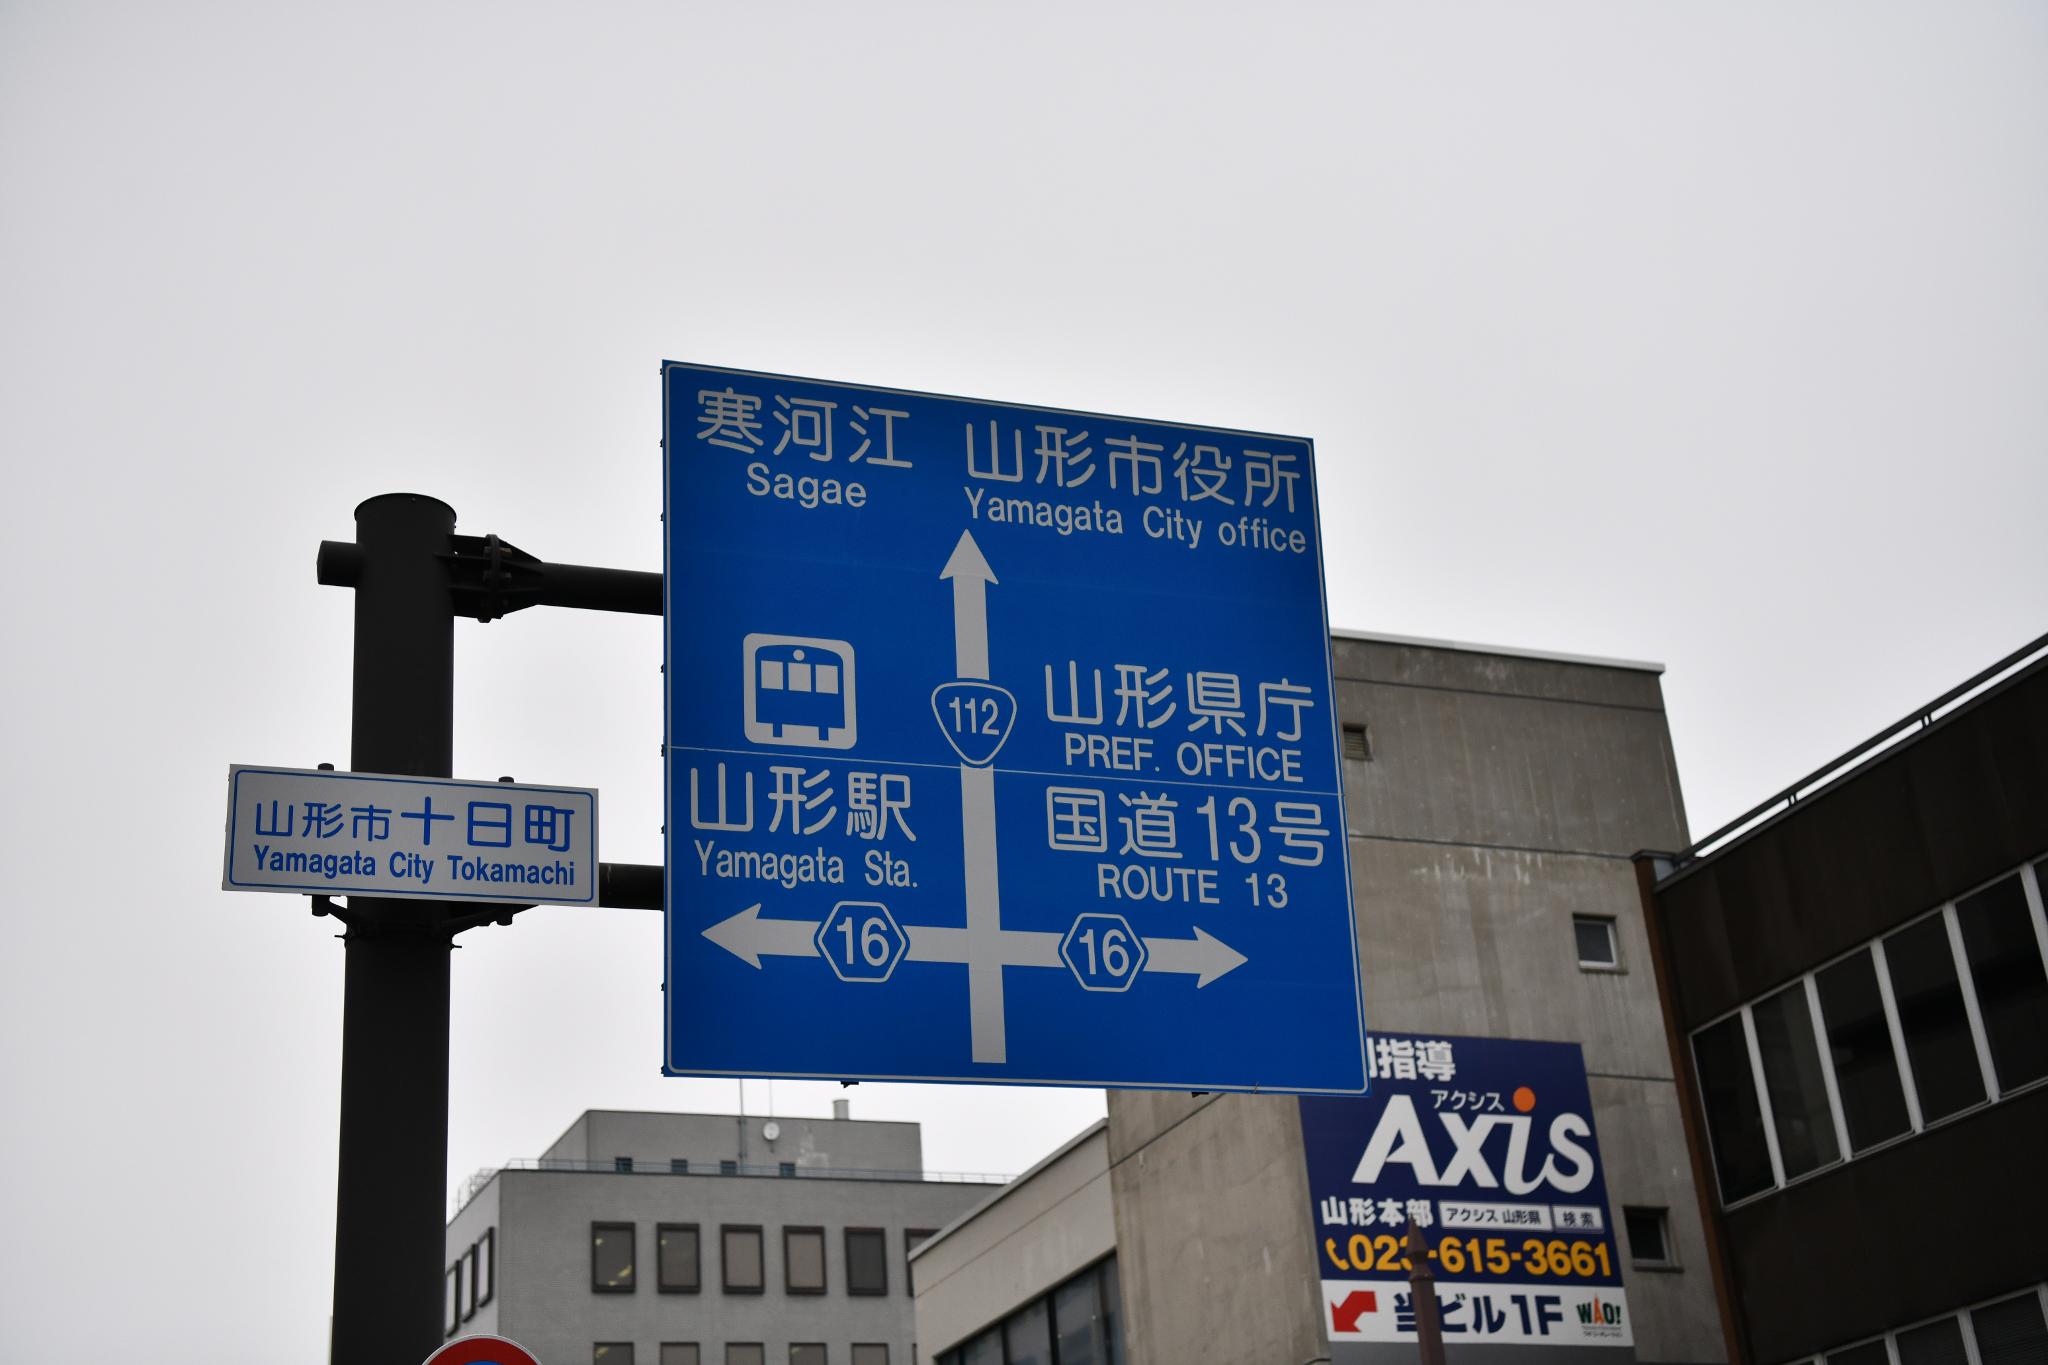 寒河江
Sagae
山形市役所
Yamagata City office
112
山形県庁
PREF. OFFICE
山形駅
Yamagata Sta.
国道13号
ROUTE 13
16
16
山形市十日町
Yamagata City Tokamachi
指導
アクシス
Axis
山形本部 アクシス 山形県 検索
023-615-3661
当ビル1F WAO!